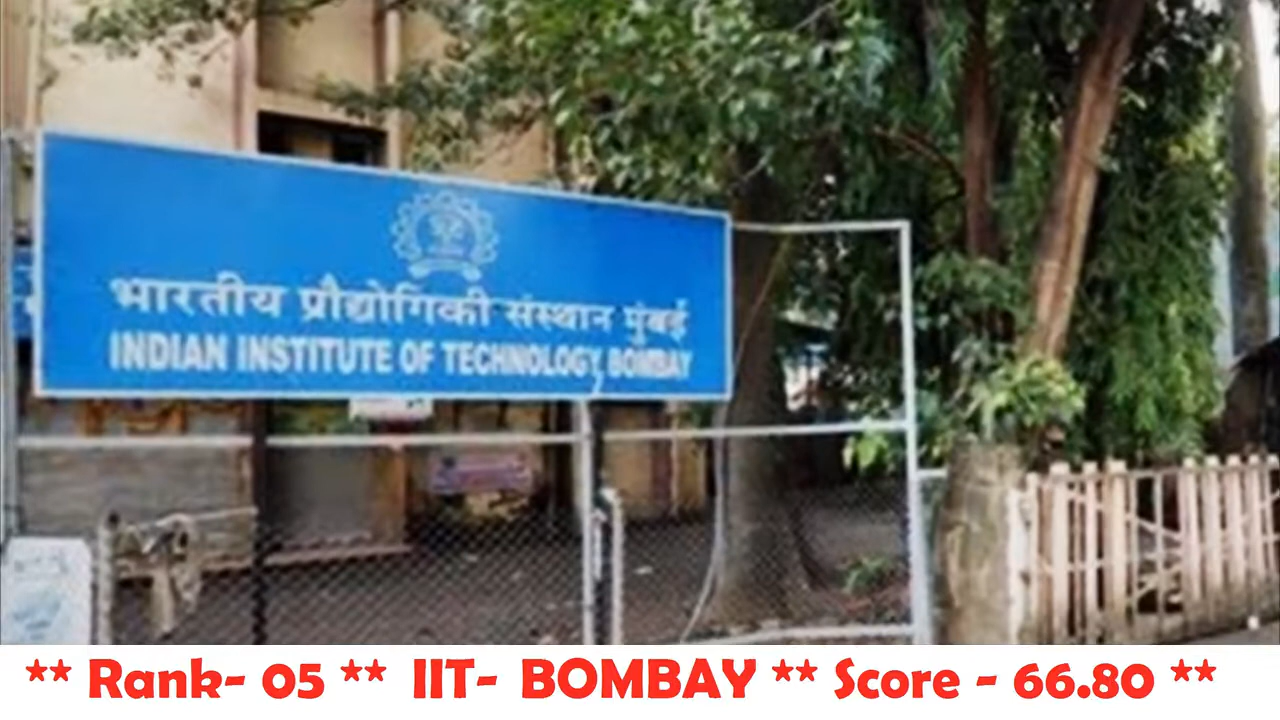 भारतीय प्रौद्योगिकी संस्थान मुंबई
INDIAN INSTITUTE OF TECHNOLOGY, BOMBAY
** Rank- 05 ** IIT- BOMBAY ** Score - 66.80 **